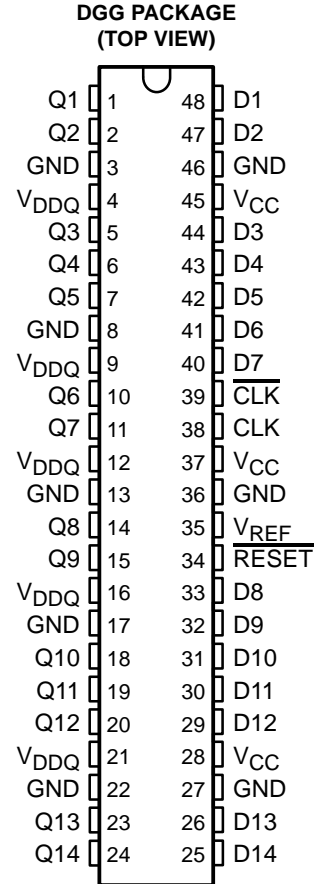 DGG PACKAGE
(TOP VIEW)
Q1 1 48 D1
Q2 2 47 D2
GND 3 46 GND
VDDQ 4 45 VCC
Q3 5 44 D3
Q4 6 43 D4
Q5 7 42 D5
GND 8 41 D6
VDDQ 9 40 D7
Q6 10 39 C̅L̅K̅
Q7 11 38 CLK
VDDQ 12 37 VCC
GND 13 36 GND
Q8 14 35 VREF
Q9 15 34 R̅E̅S̅E̅T̅
VDDQ 16 33 D8
GND 17 32 D9
Q10 18 31 D10
Q11 19 30 D11
Q12 20 29 D12
VDDQ 21 28 VCC
GND 22 27 GND
Q13 23 26 D13
Q14 24 25 D14